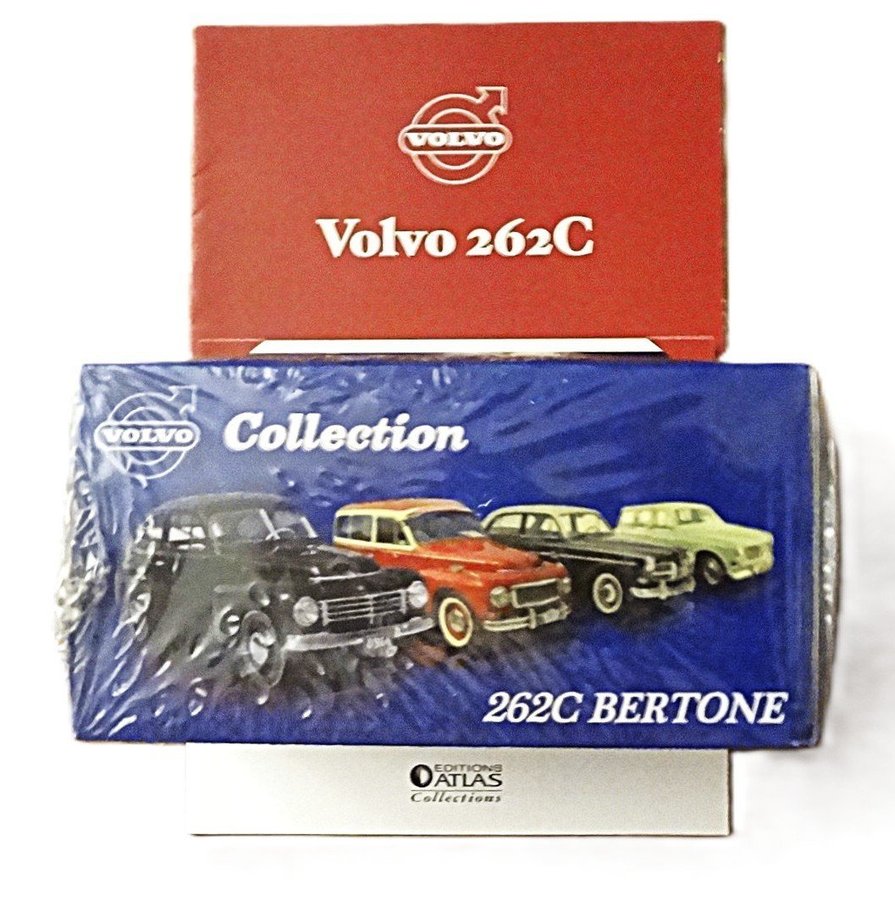 VOLVO
Volvo 262C
VOLVO Collection
262C BERTONE
EDITIONS
ATLAS
Collections